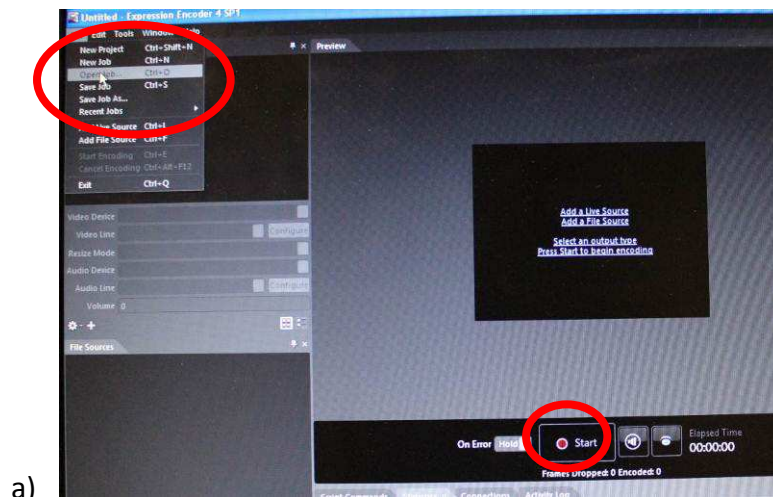 Untitled - Expression Encoder 4 SP1
Edit Tools
New Project Ctrl+Shift+N
New Job Ctrl+N
Open Job... Ctrl+O
Save Job Ctrl+S
Save Job As...
Recent Jobs
Live Source Ctrl+L
Add File Source Ctrl+F
Start Encoding Ctrl+E
Cancel Encoding Ctrl+Alt+F12
Exit Ctrl+Q
Video Device
Video Line Configure
Resize Mode
Audio Device
Audio Line Configure
Volume 0
File Sources
Preview
Add a Live Source
Add a File Source
Select an output type
Press Start to begin encoding
On Error Hold
Start
Elapsed Time
00:00:00
Frames Dropped: 0 Encoded: 0
Script Commands Connections Activity Log
a)